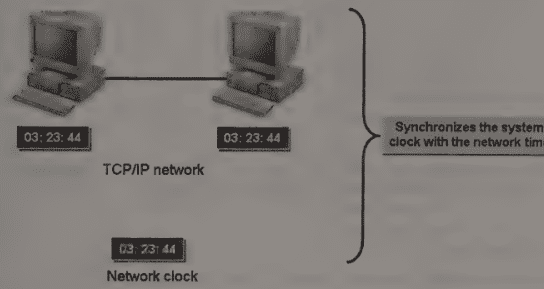 03: 23: 44
03: 23: 44
TCP/IP network
Synchronizes the system
clock with the network time
03: 23: 44
Network clock